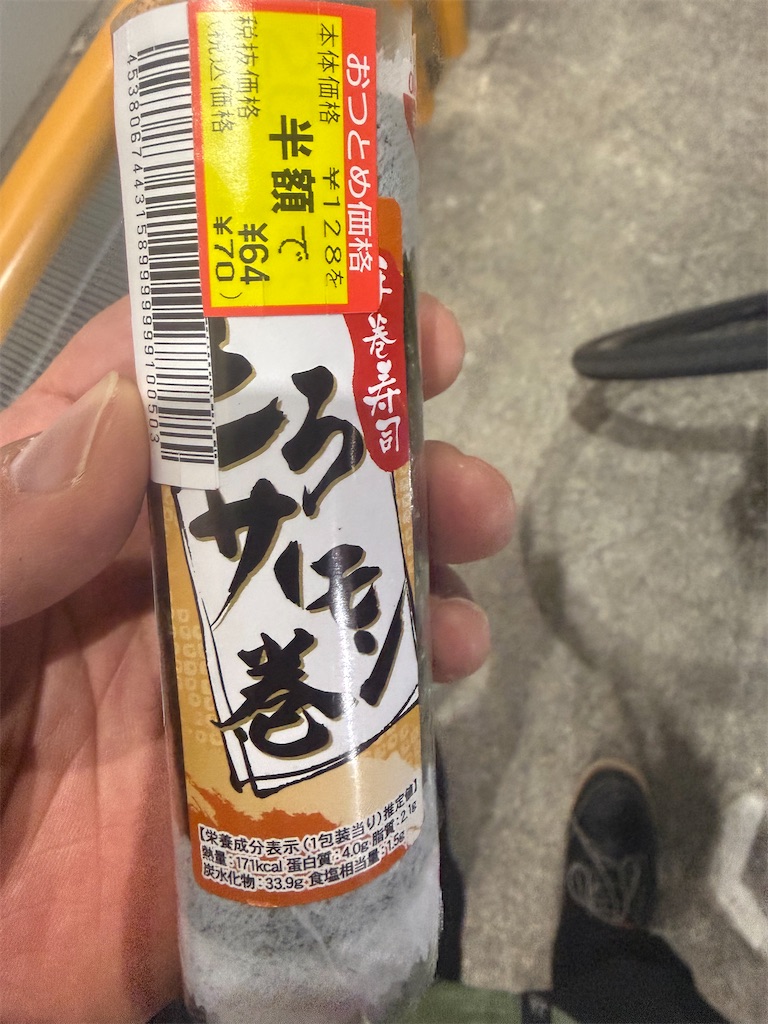 おつとめ価格
本体価格 ¥128を
半額で
税抜価格 ¥64
(税込価格 ¥70)
4538067443158999999100503
巻寿司
とろ
サーモン
巻
【栄養成分表示(1包装当り)推定値】
熱量:171kcal 蛋白質:4.0g 脂質:2.1g
炭水化物:33.9g 食塩相当量:1.5g